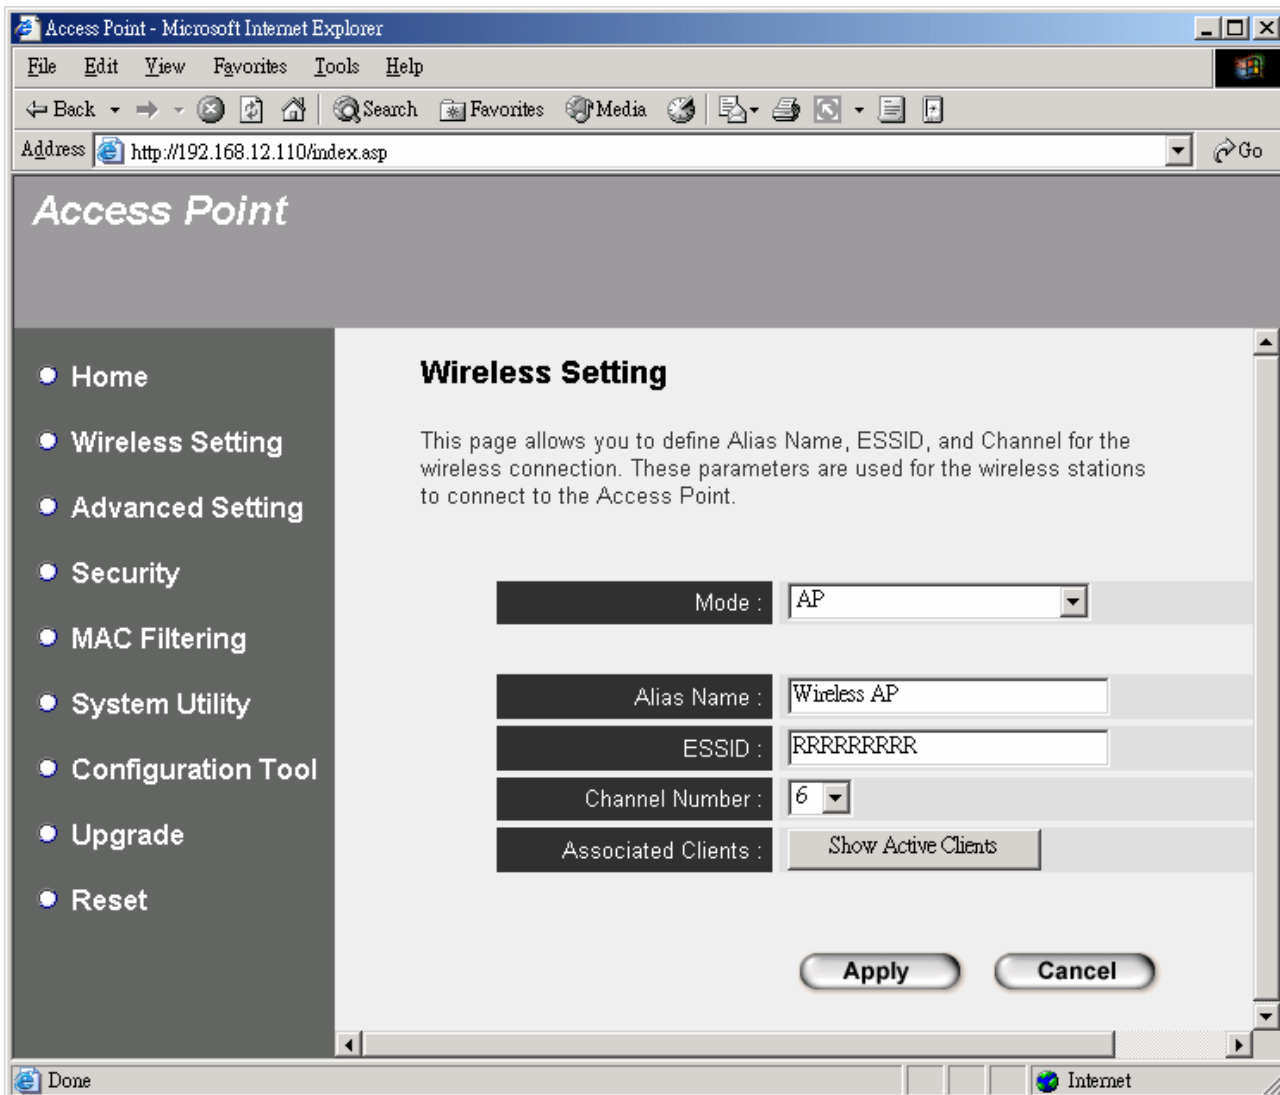 Access Point - Microsoft Internet Explorer
File Edit View Favorites Tools Help
Back Search Favorites Media
Address http://192.168.12.110/index.asp Go
Access Point
Home
Wireless Setting
Advanced Setting
Security
MAC Filtering
System Utility
Configuration Tool
Upgrade
Reset
Wireless Setting
This page allows you to define Alias Name, ESSID, and Channel for the
wireless connection. These parameters are used for the wireless stations
to connect to the Access Point.
Mode : AP
Alias Name : Wireless AP
ESSID : RRRRRRRRR
Channel Number : 6
Associated Clients : Show Active Clients
Apply Cancel
Done Internet